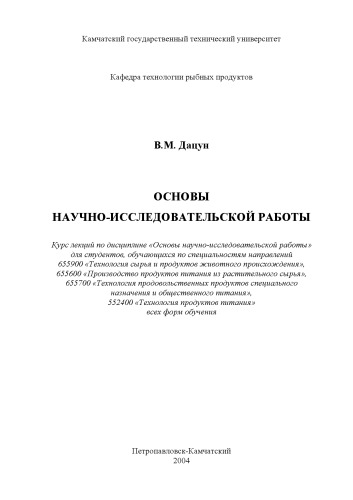 Камчатский государственный технический университет
Кафедра технологии рыбных продуктов
В.М. Дацун
ОСНОВЫ
НАУЧНО-ИССЛЕДОВАТЕЛЬСКОЙ РАБОТЫ
Курс лекций по дисциплине «Основы научно-исследовательской работы»
для студентов, обучающихся по специальностям направлений
655900 «Технология сырья и продуктов животного происхождения»,
655600 «Производство продуктов питания из растительного сырья»,
655700 «Технология продовольственных продуктов специального
назначения и общественного питания»,
552400 «Технология продуктов питания»
всех форм обучения
Петропавловск-Камчатский
2004